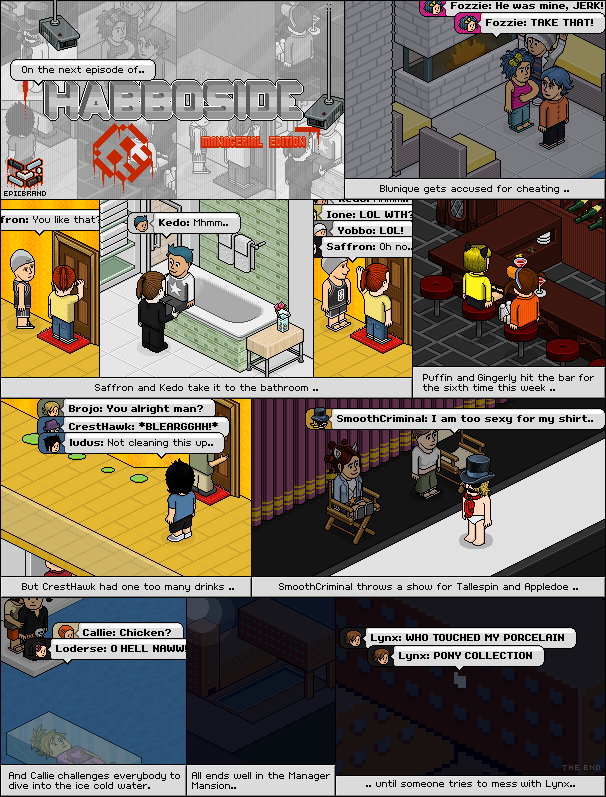 On the next episode of..
HABBOSIDE
MANAGERIAL EDITION
EPICBRAND
Fozzie: He was mine, JERK!
Fozzie: TAKE THAT!
Blunique gets accused for cheating ..
ffron: You like that?
Kedo: Mhmm..
Ione: LOL WTH?
Yobbo: LOL!
Saffron: Oh no..
Saffron and Kedo take it to the bathroom ..
Puffin and Gingerly hit the bar for
the sixth time this week ..
Brojo: You alright man?
CrestHawk: *BLEARGGHH!*
ludus: Not cleaning this up..
But CrestHawk had one too many drinks ..
SmoothCriminal: I am too sexy for my shirt..
SmoothCriminal throws a show for Tallespin and Appledoe ..
Callie: Chicken?
Loderse: O HELL NAWW!
And Callie challenges everybody to
dive into the ice cold water.
All ends well in the Manager
Mansion..
Lynx: WHO TOUCHED MY PORCELAIN
Lynx: PONY COLLECTION
THE END
.. until someone tries to mess with Lynx..